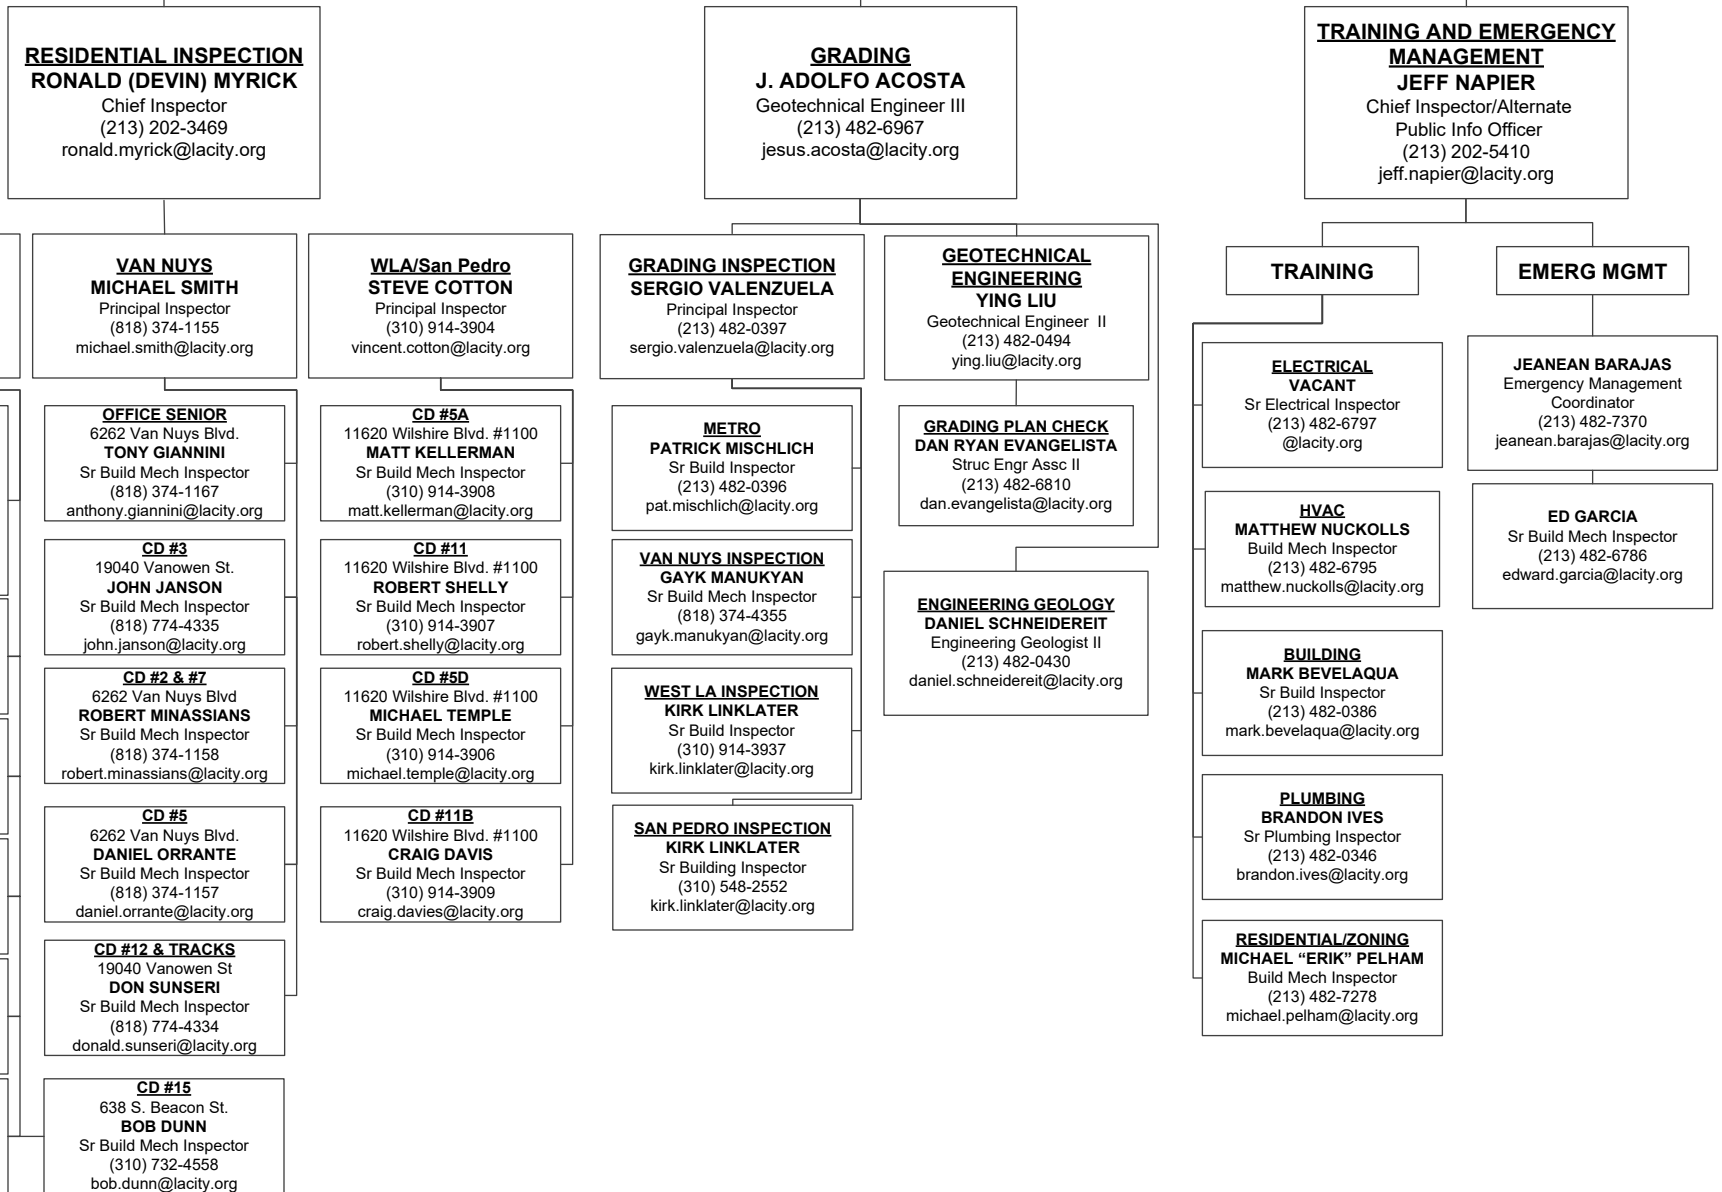 RESIDENTIAL INSPECTION
RONALD (DEVIN) MYRICK
Chief Inspector
(213) 202-3469
ronald.myrick@lacity.org
GRADING
J. ADOLFO ACOSTA
Geotechnical Engineer III
(213) 482-6967
jesus.acosta@lacity.org
TRAINING AND EMERGENCY
MANAGEMENT
JEFF NAPIER
Chief Inspector/Alternate
Public Info Officer
(213) 202-5410
jeff.napier@lacity.org
VAN NUYS
MICHAEL SMITH
Principal Inspector
(818) 374-1155
michael.smith@lacity.org
OFFICE SENIOR
6262 Van Nuys Blvd.
TONY GIANNINI
Sr Build Mech Inspector
(818) 374-1167
anthony.giannini@lacity.org
CD #3
19040 Vanowen St.
JOHN JANSON
Sr Build Mech Inspector
(818) 774-4335
john.janson@lacity.org
CD #2 & #7
6262 Van Nuys Blvd
ROBERT MINASSIANS
Sr Build Mech Inspector
(818) 374-1158
robert.minassians@lacity.org
CD #5
6262 Van Nuys Blvd.
DANIEL ORRANTE
Sr Build Mech Inspector
(818) 374-1157
daniel.orrante@lacity.org
CD #12 & TRACKS
19040 Vanowen St
DON SUNSERI
Sr Build Mech Inspector
(818) 774-4334
donald.sunseri@lacity.org
CD #15
638 S. Beacon St.
BOB DUNN
Sr Build Mech Inspector
(310) 732-4558
bob.dunn@lacity.org
WLA/San Pedro
STEVE COTTON
Principal Inspector
(310) 914-3904
vincent.cotton@lacity.org
CD #5A
11620 Wilshire Blvd. #1100
MATT KELLERMAN
Sr Build Mech Inspector
(310) 914-3908
matt.kellerman@lacity.org
CD #11
11620 Wilshire Blvd. #1100
ROBERT SHELLY
Sr Build Mech Inspector
(310) 914-3907
robert.shelly@lacity.org
CD #5D
11620 Wilshire Blvd. #1100
MICHAEL TEMPLE
Sr Build Mech Inspector
(310) 914-3906
michael.temple@lacity.org
CD #11B
11620 Wilshire Blvd. #1100
CRAIG DAVIS
Sr Build Mech Inspector
(310) 914-3909
craig.davies@lacity.org
GRADING INSPECTION
SERGIO VALENZUELA
Principal Inspector
(213) 482-0397
sergio.valenzuela@lacity.org
METRO
PATRICK MISCHLICH
Sr Build Inspector
(213) 482-0396
pat.mischlich@lacity.org
VAN NUYS INSPECTION
GAYK MANUKYAN
Sr Build Mech Inspector
(818) 374-4355
gayk.manukyan@lacity.org
WEST LA INSPECTION
KIRK LINKLATER
Sr Build Inspector
(310) 914-3937
kirk.linklater@lacity.org
SAN PEDRO INSPECTION
KIRK LINKLATER
Sr Building Inspector
(310) 548-2552
kirk.linklater@lacity.org
GEOTECHNICAL
ENGINEERING
YING LIU
Geotechnical Engineer II
(213) 482-0494
ying.liu@lacity.org
GRADING PLAN CHECK
DAN RYAN EVANGELISTA
Struc Engr Assc II
(213) 482-6810
dan.evangelista@lacity.org
ENGINEERING GEOLOGY
DANIEL SCHNEIDEREIT
Engineering Geologist II
(213) 482-0430
daniel.schneidereit@lacity.org
TRAINING
ELECTRICAL
VACANT
Sr Electrical Inspector
(213) 482-6797
@lacity.org
HVAC
MATTHEW NUCKOLLS
Build Mech Inspector
(213) 482-6795
matthew.nuckolls@lacity.org
BUILDING
MARK BEVELAQUA
Sr Build Inspector
(213) 482-0386
mark.bevelaqua@lacity.org
PLUMBING
BRANDON IVES
Sr Plumbing Inspector
(213) 482-0346
brandon.ives@lacity.org
RESIDENTIAL/ZONING
MICHAEL “ERIK” PELHAM
Build Mech Inspector
(213) 482-7278
michael.pelham@lacity.org
EMERG MGMT
JEANEAN BARAJAS
Emergency Management
Coordinator
(213) 482-7370
jeanean.barajas@lacity.org
ED GARCIA
Sr Build Mech Inspector
(213) 482-6786
edward.garcia@lacity.org